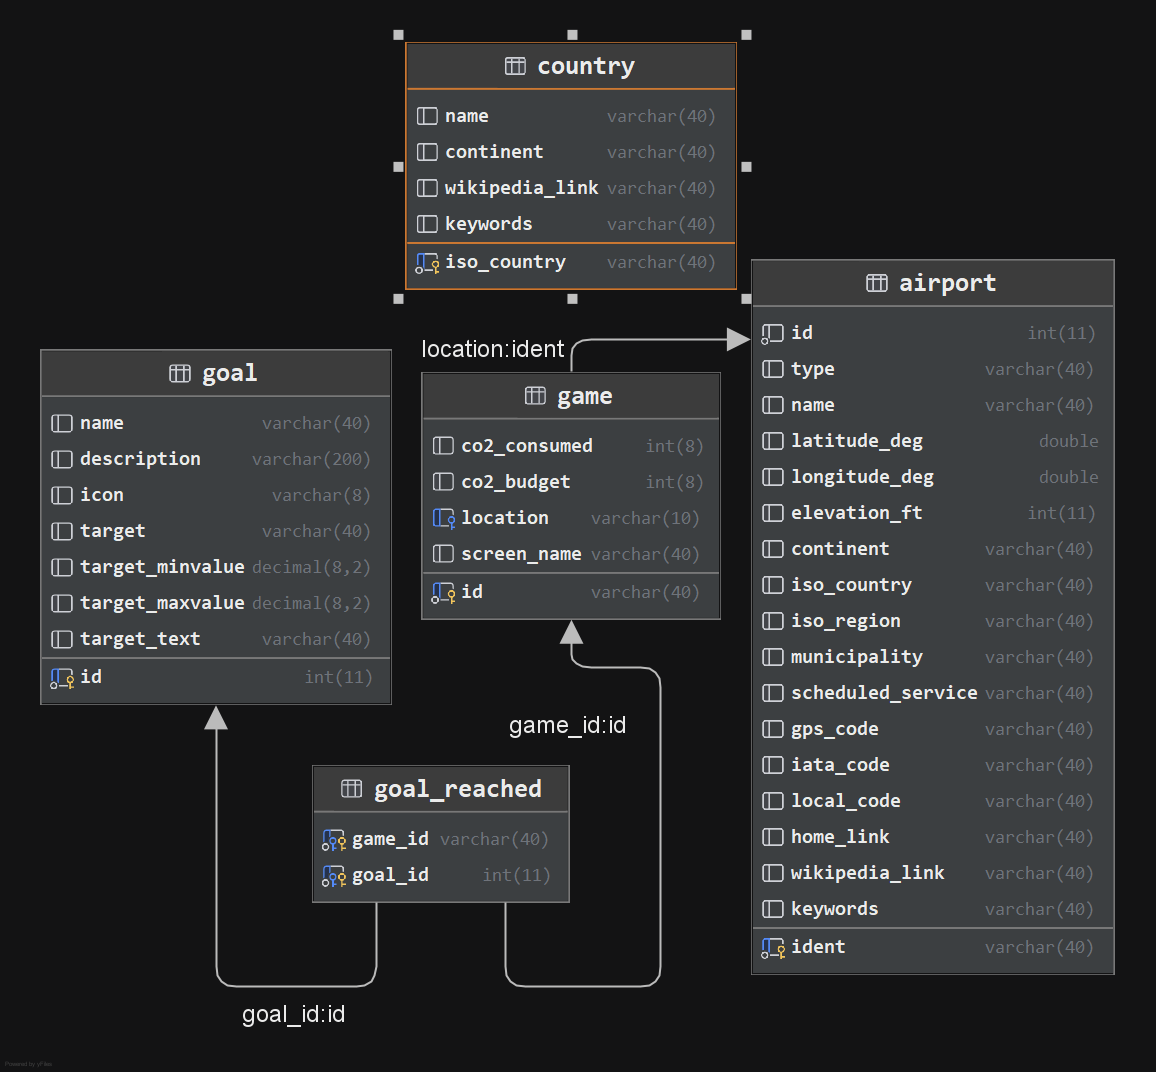 country
name varchar(40)
continent varchar(40)
wikipedia_link varchar(40)
keywords varchar(40)
iso_country varchar(40)
airport
id int(11)
type varchar(40)
name varchar(40)
latitude_deg double
longitude_deg double
elevation_ft int(11)
continent varchar(40)
iso_country varchar(40)
iso_region varchar(40)
municipality varchar(40)
scheduled_service varchar(40)
gps_code varchar(40)
iata_code varchar(40)
local_code varchar(40)
home_link varchar(40)
wikipedia_link varchar(40)
keywords varchar(40)
ident varchar(40)
location:ident
game
co2_consumed int(8)
co2_budget int(8)
location varchar(10)
screen_name varchar(40)
id varchar(40)
goal
name varchar(40)
description varchar(200)
icon varchar(8)
target varchar(40)
target_minvalue decimal(8,2)
target_maxvalue decimal(8,2)
target_text varchar(40)
id int(11)
game_id:id
goal_reached
game_id varchar(40)
goal_id int(11)
goal_id:id
Powered by yFiles